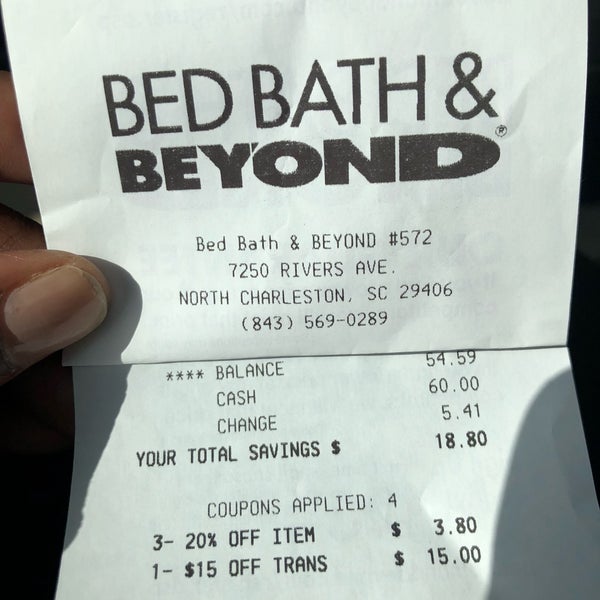 BED BATH &
BEYOND®
Bed Bath & BEYOND #572
7250 RIVERS AVE.
NORTH CHARLESTON, SC 29406
(843) 569-0289
**** BALANCE 54.59
CASH 60.00
CHANGE 5.41
YOUR TOTAL SAVINGS $ 18.80
COUPONS APPLIED: 4
3- 20% OFF ITEM $ 3.80
1- $15 OFF TRANS $ 15.00